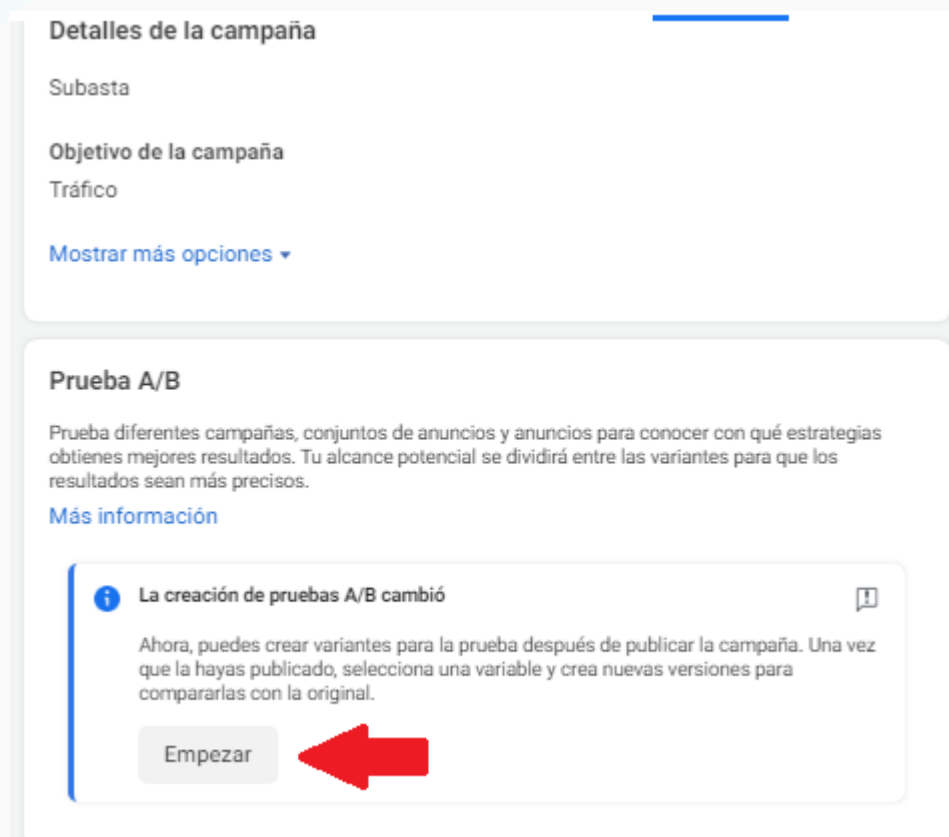 Detalles de la campaña
Subasta
Objetivo de la campaña
Tráfico
Mostrar más opciones
Prueba A/B
Prueba diferentes campañas, conjuntos de anuncios y anuncios para conocer con qué estrategias
obtienes mejores resultados. Tu alcance potencial se dividirá entre las variantes para que los
resultados sean más precisos.
Más información
La creación de pruebas A/B cambió
Ahora, puedes crear variantes para la prueba después de publicar la campaña. Una vez
que la hayas publicado, selecciona una variable y crea nuevas versiones para
compararlas con la original.
Empezar